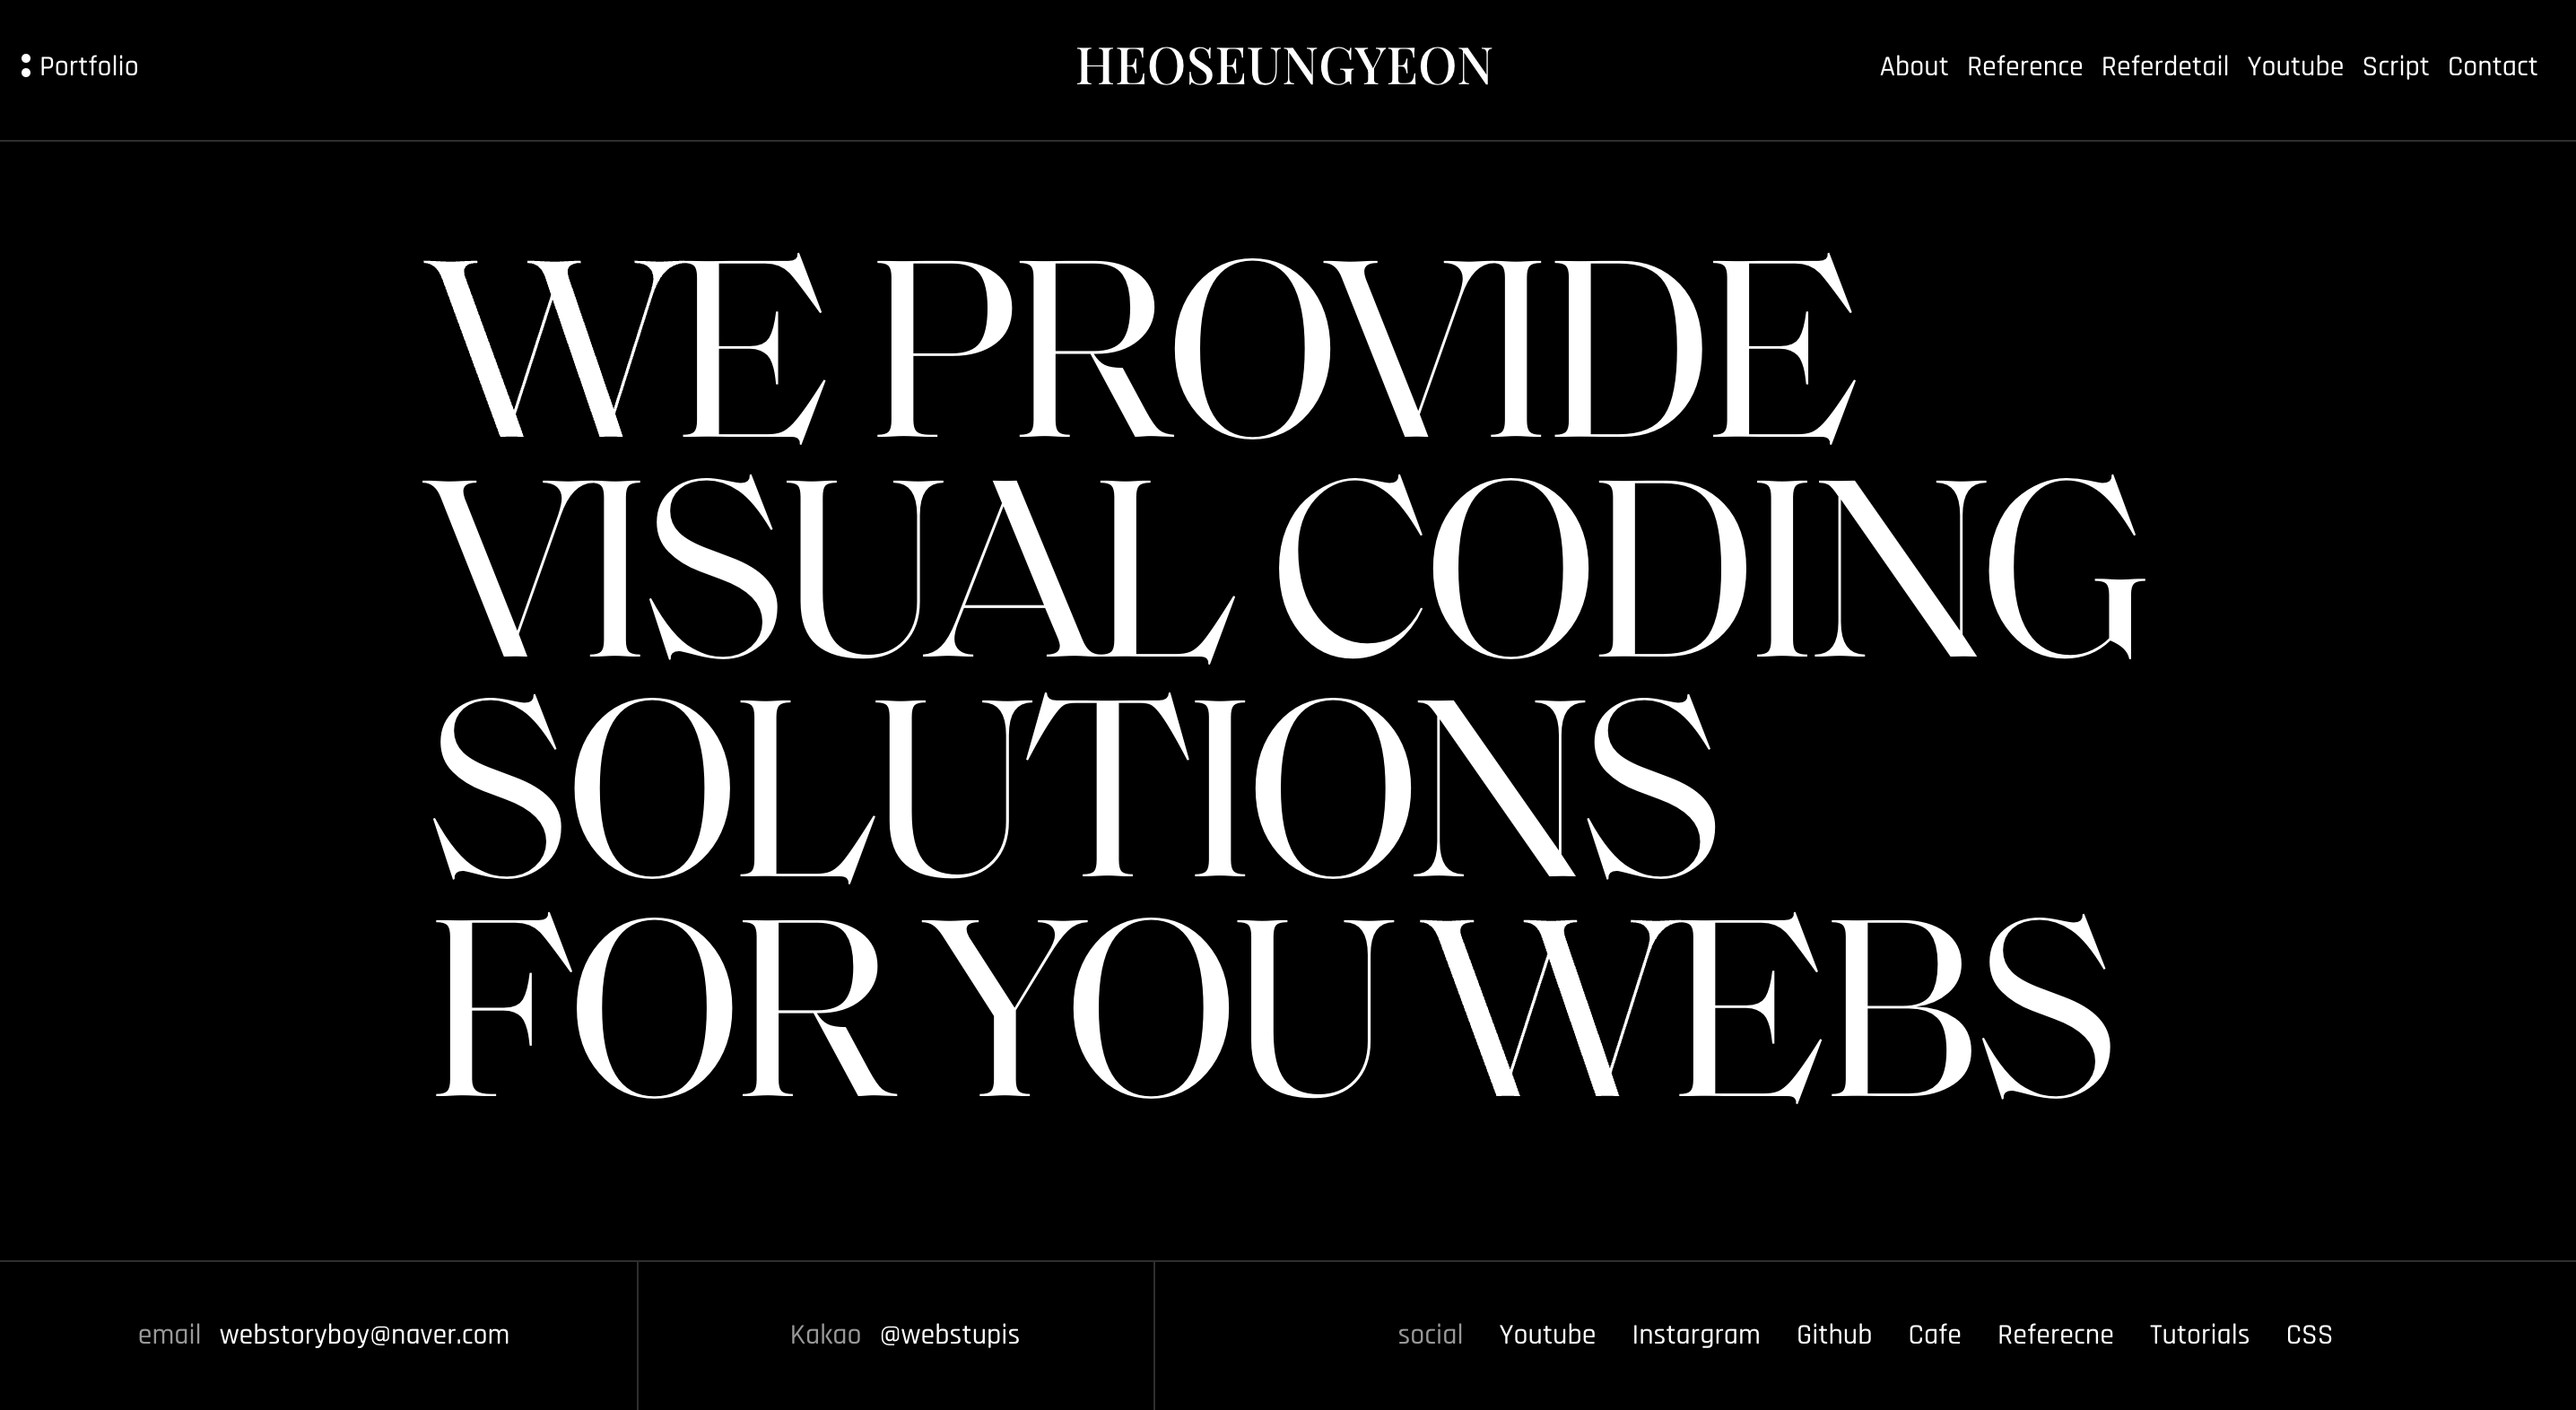 Portfolio
HEOSEUNGYEON
About Reference Referdetail Youtube Script Contact
WE PROVIDE
VISUAL CODING
SOLUTIONS
FOR YOU WEBS
email webstoryboy@naver.com
Kakao @webstupis
social Youtube Instargram Github Cafe Referecne Tutorials CSS